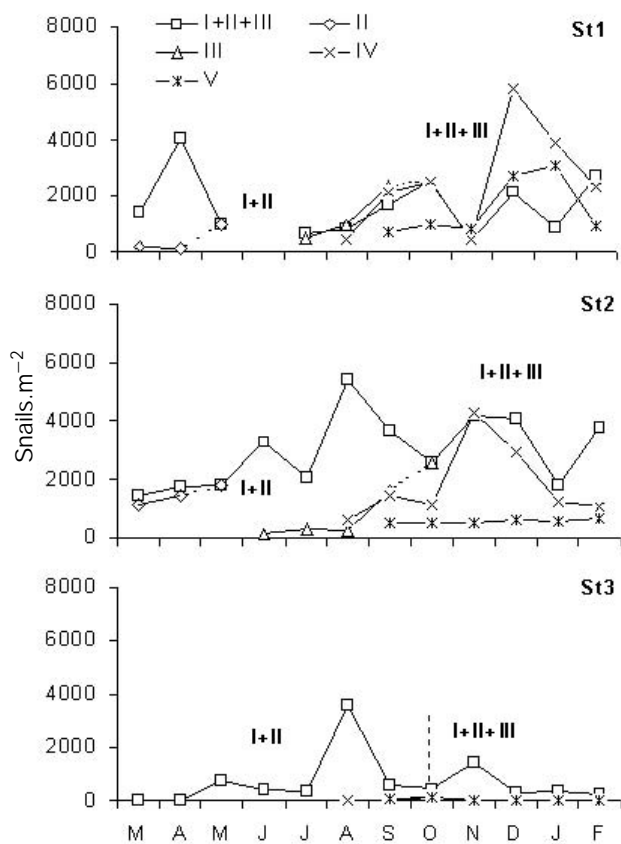 I+II+III II St1
III IV
V
8000
6000
4000
2000
0
I+II
I+II+III
8000 St2
6000
4000
2000
0
I+II
I+II+III
Snails.m⁻²
8000 St3
6000
4000
2000
0
I+II
I+II+III
M A M J J A S O N D J F